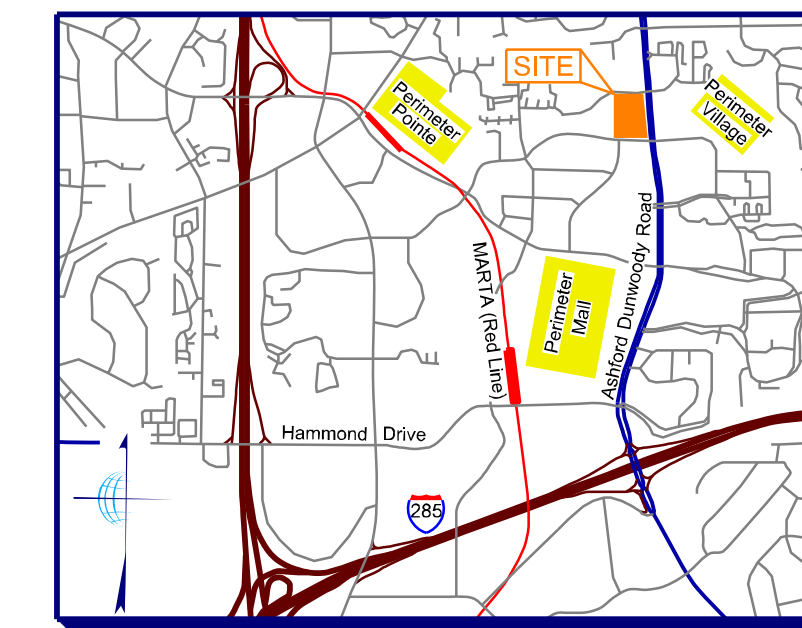 SITE
Perimeter
Pointe
Perimeter
Village
Ashford Dunwoody Road
MARTA (Red Line)
Perimeter
Mall
Hammond Drive
285